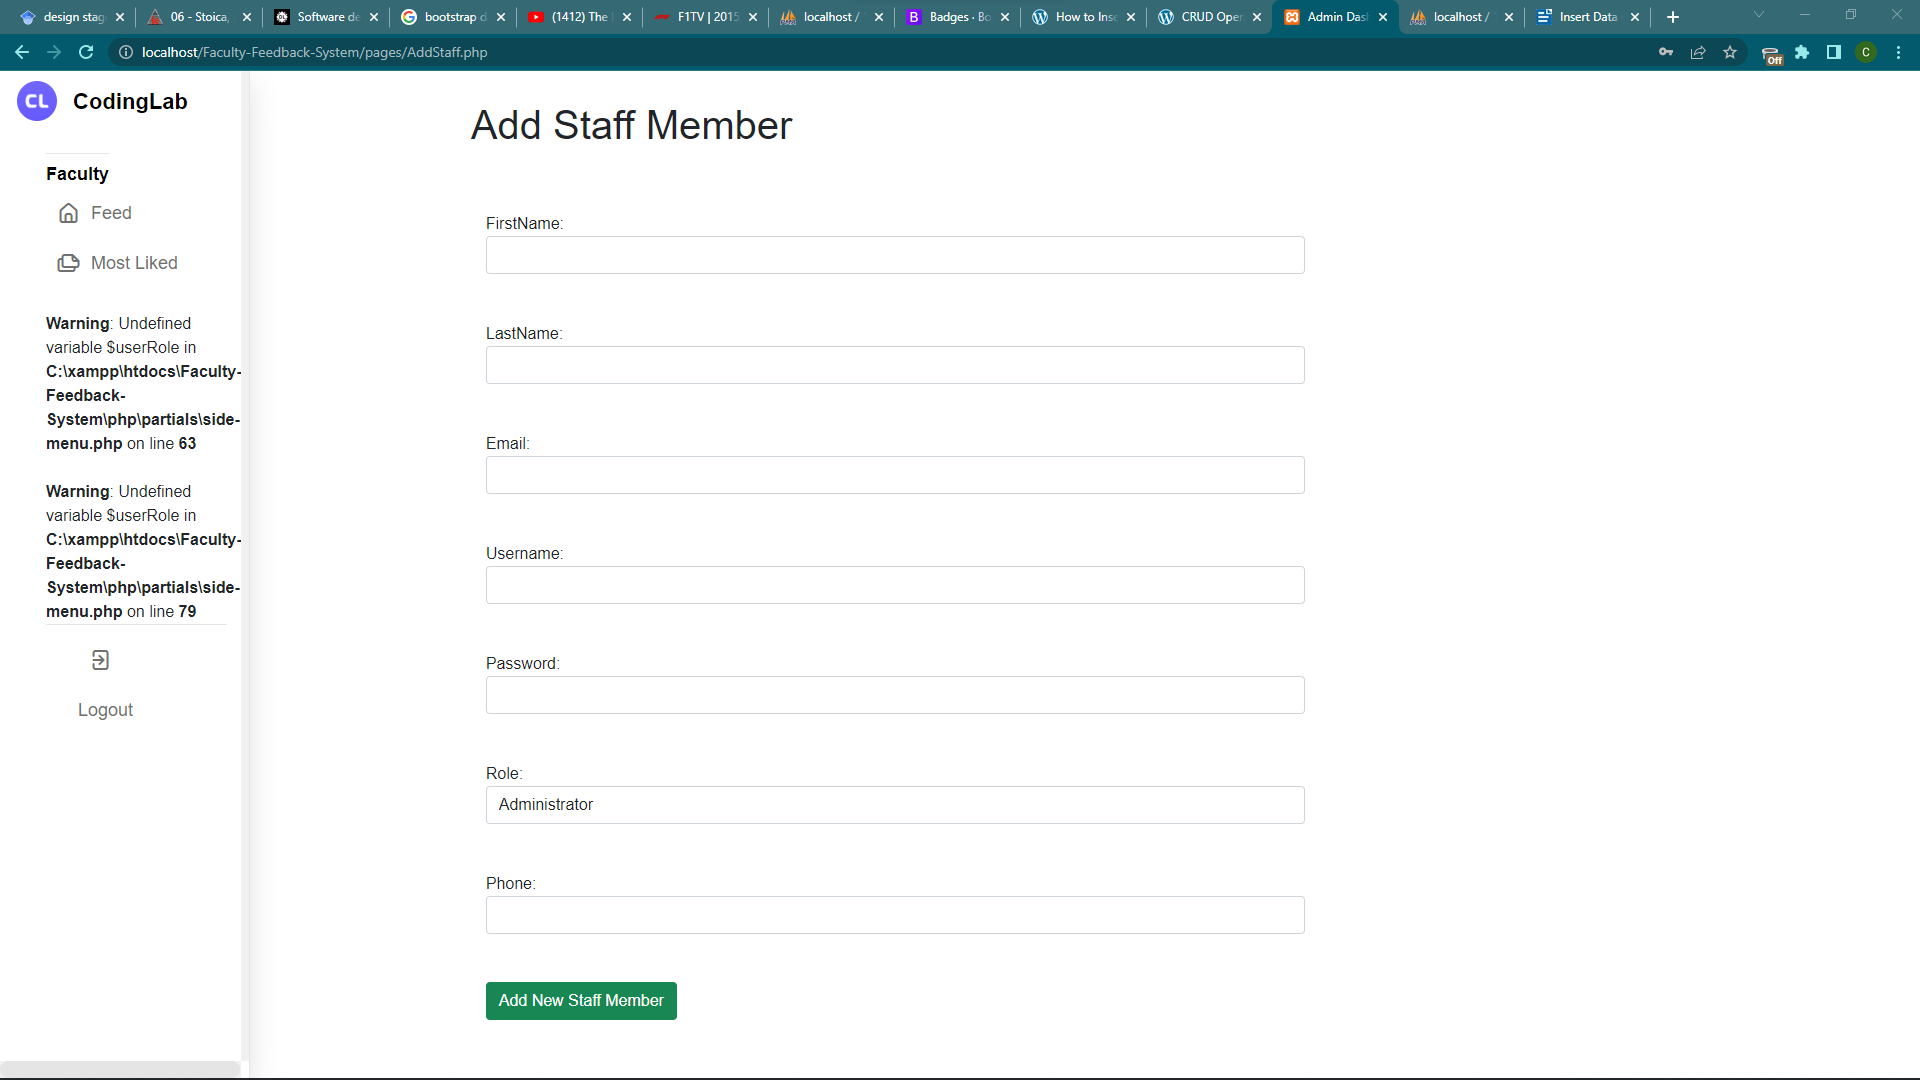 design stag
06 - Stoica,
Software de
bootstrap d
(1412) The
F1TV | 2015
localhost /
B
Badges · Bo
How to Inse
CRUD Oper
Admin Das
localhost /
Insert Data
localhost/Faculty-Feedback-System/pages/AddStaff.php
Off
C
CL
CodingLab
Faculty
Feed
Most Liked
Warning: Undefined
variable $userRole in
C:\xampp\htdocs\Faculty-
Feedback-
System\php\partials\side-
menu.php on line 63
Warning: Undefined
variable $userRole in
C:\xampp\htdocs\Faculty-
Feedback-
System\php\partials\side-
menu.php on line 79
Logout
Add Staff Member
FirstName:
LastName:
Email:
Username:
Password:
Role:
Administrator
Phone:
Add New Staff Member